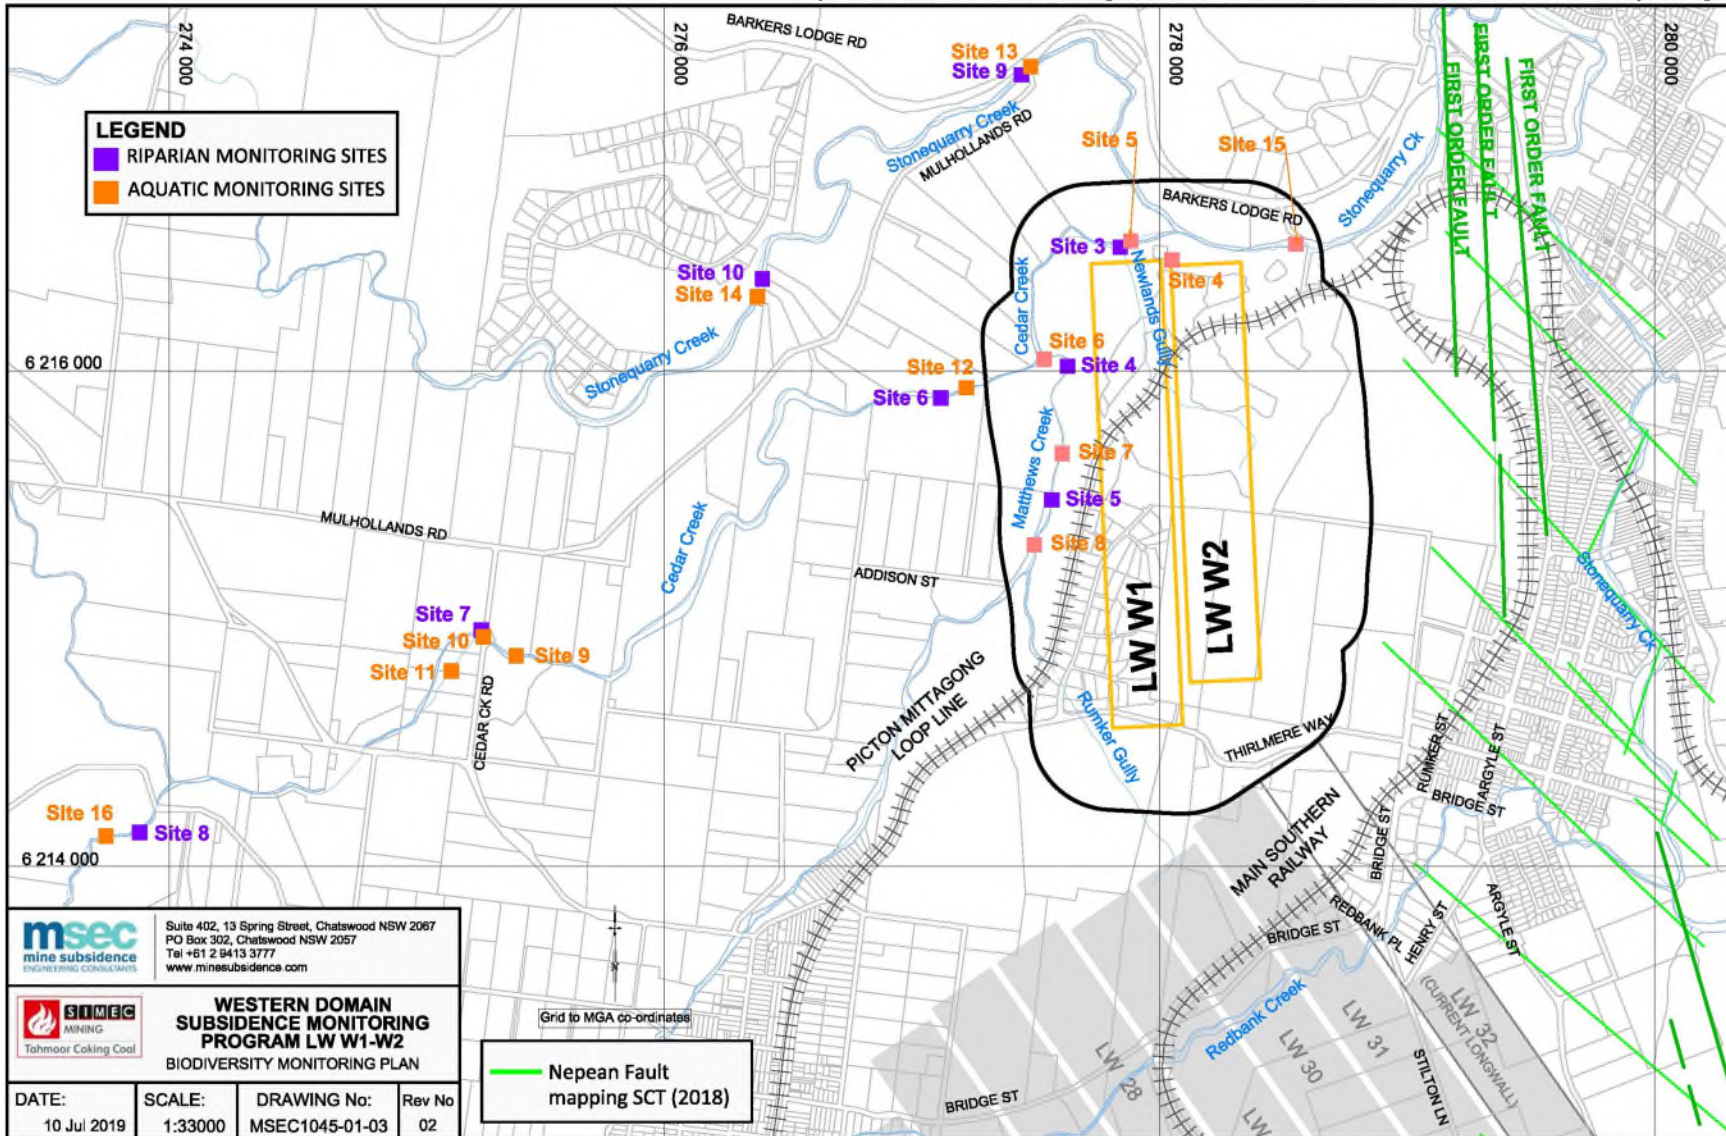 BARKERS LODGE RD
274 000
276 000
278 000
280 000
Site 13
Site 9
FIRST ORDER FAULT
FIRST ORDER FAULT
FIRST ORDER FAULT
LEGEND
RIPARIAN MONITORING SITES
AQUATIC MONITORING SITES
Stonequarry Creek
MULHOLLANDS RD
Site 5
Site 15
Stonequarry Ck
BARKERS LODGE RD
Site 3
Newlands Gully
Site 10
Site 14
Site 4
Cedar Creek
Stonequarry Creek
Site 6
Site 4
6 216 000
Site 12
Site 6
Site 7
Matthews Creek
Site 5
Site 8
MULHOLLANDS RD
Cedar Creek
ADDISON ST
LW W1
LW W2
Stonequarry Ck
Site 7
Site 10
Site 9
Site 11
CEDAR CK RD
PICTON MITTAGONG
LOOP LINE
Rumker Gully
THIRLMERE WAY
RUMKER ST
ARGYLE ST
BRIDGE ST
BRIDGE ST
Site 16
Site 8
6 214 000
MAIN SOUTHERN
RAILWAY
REDBANK PL
HENRY ST
ARGYLE ST
BRIDGE ST
msec
mine subsidence
ENGINEERING CONSULTANTS
Suite 402, 13 Spring Street, Chatswood NSW 2067
PO Box 302, Chatswood NSW 2057
Tel +61 2 9413 3777
www.minesubsidence.com
SIMEC
MINING
Tahmoor Coking Coal
WESTERN DOMAIN
SUBSIDENCE MONITORING
PROGRAM LW W1-W2
BIODIVERSITY MONITORING PLAN
Grid to MGA co-ordinates
N
Redbank Creek
LW 28
LW 30
LW 31
LW 32
(CURRENT LONGWALL)
LW
STILTON LN
BRIDGE ST
Nepean Fault
mapping SCT (2018)
DATE:
10 Jul 2019
SCALE:
1:33000
DRAWING No:
MSEC1045-01-03
Rev No
02